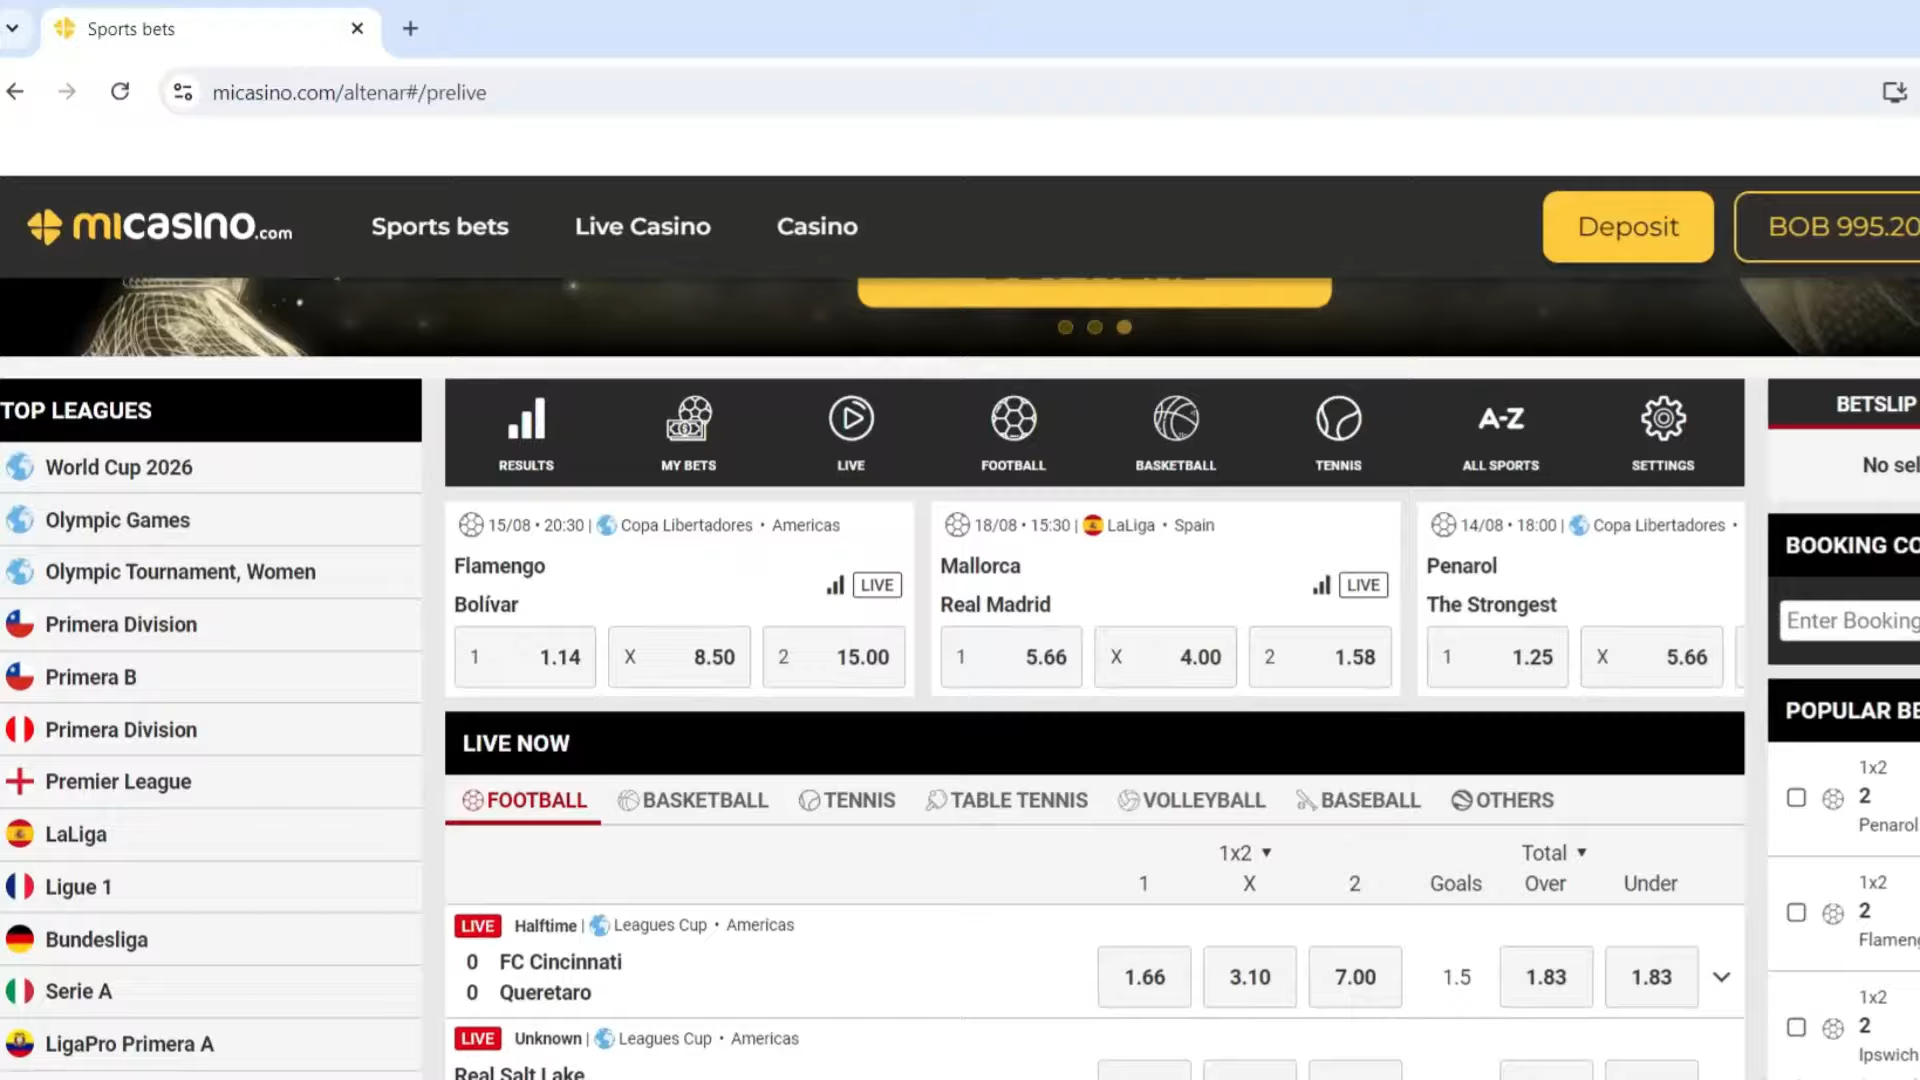 Sports bets
micasino.com/altenar#/prelive
micasino.com
Sports bets
Live Casino
Casino
Deposit
BOB 995.20
TOP LEAGUES
World Cup 2026
Olympic Games
Olympic Tournament, Women
Primera Division
Primera B
Primera Division
Premier League
LaLiga
Ligue 1
Bundesliga
Serie A
LigaPro Primera A
RESULTS
MY BETS
LIVE
FOOTBALL
BASKETBALL
TENNIS
A-Z
ALL SPORTS
SETTINGS
15/08 • 20:30 | Copa Libertadores • Americas
Flamengo
Bolívar
LIVE
1 1.14 X 8.50 2 15.00
18/08 • 15:30 | LaLiga • Spain
Mallorca
Real Madrid
LIVE
1 5.66 X 4.00 2 1.58
14/08 • 18:00 | Copa Libertadores •
Penarol
The Strongest
1 1.25 X 5.66
LIVE NOW
FOOTBALL BASKETBALL TENNIS TABLE TENNIS VOLLEYBALL BASEBALL OTHERS
1x2 ▼ Total ▼
1 X 2 Goals Over Under
LIVE Halftime | Leagues Cup • Americas
0 FC Cincinnati
0 Queretaro
1.66 3.10 7.00 1.5 1.83 1.83
LIVE Unknown | Leagues Cup • Americas
Real Salt Lake
BETSLIP
No sel
BOOKING CO
Enter Booking
POPULAR BE
1x2
2
Penarol
1x2
2
Flameng
1x2
2
Ipswich